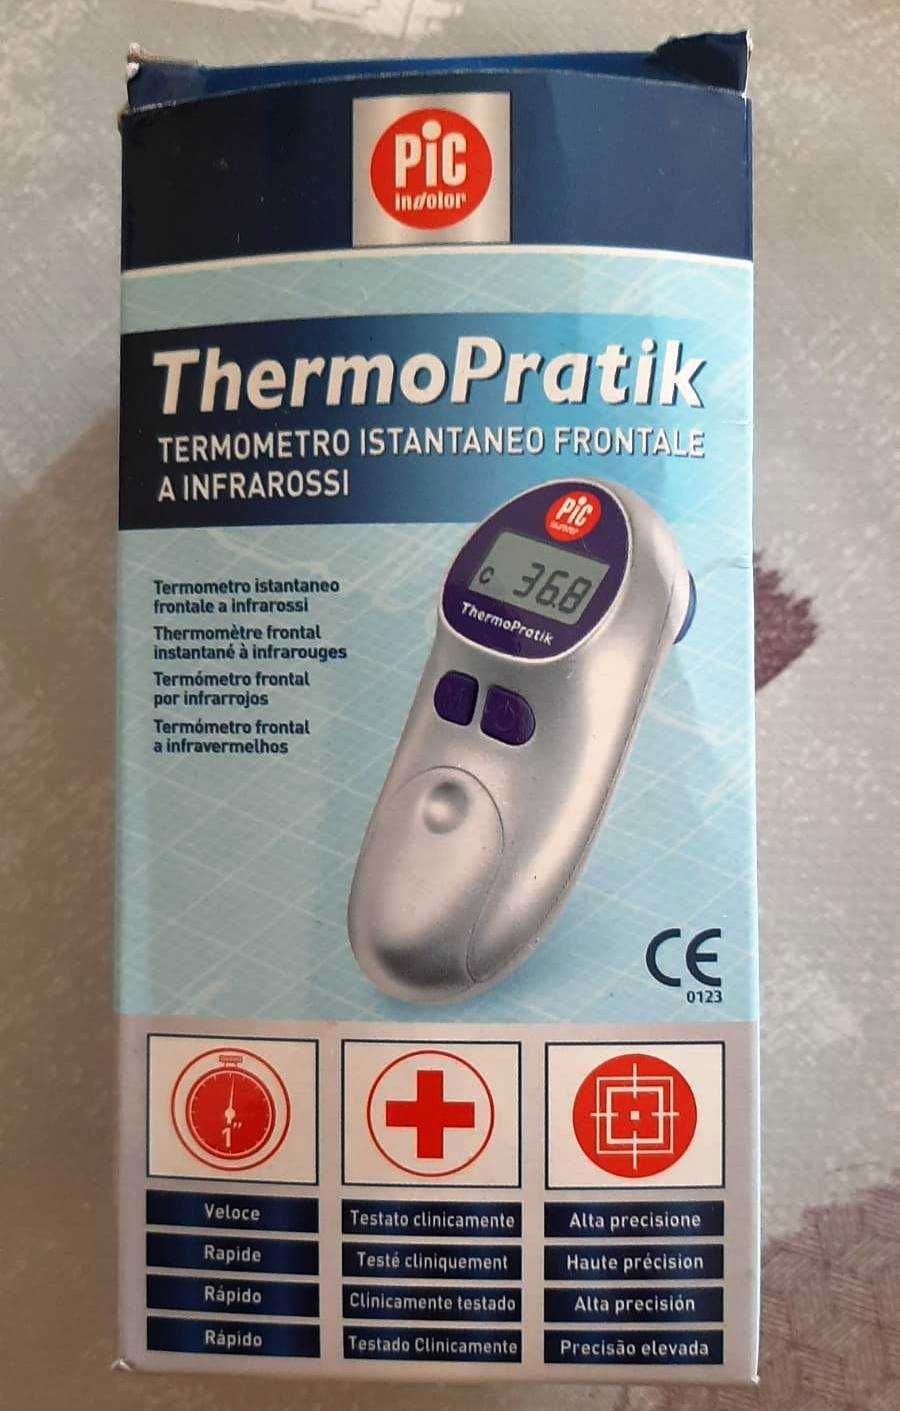 PiC
indolor
ThermoPratik
TERMOMETRO ISTANTANEO FRONTALE
A INFRAROSSI
PiC
C 36.8
ThermoPratik
Termometro istantaneo
frontale a infrarossi
Thermomètre frontal
instantané à infrarouges
Termómetro frontal
por infrarrojos
Termómetro frontal
a infravermelhos
CE
0123
1"
Veloce
Rapide
Rápido
Rápido
Testato clinicamente
Testé cliniquement
Clínicamente testado
Testado Clinicamente
Alta precisione
Haute précision
Alta precisión
Precisão elevada